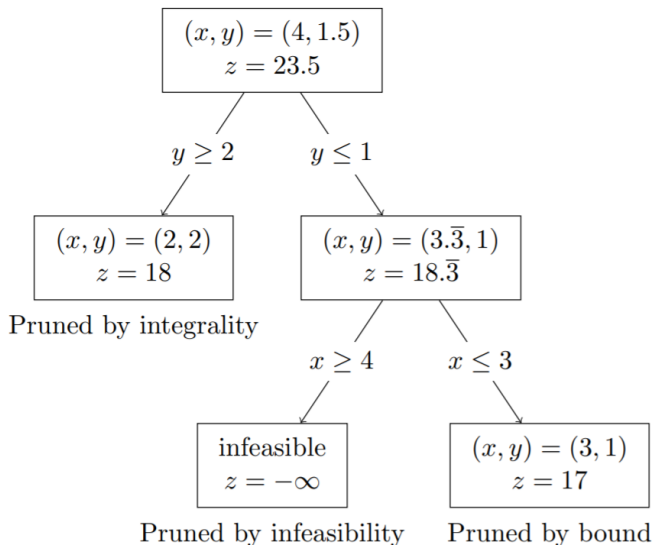 (x, y) = (4, 1.5)
z = 23.5
y ≥ 2
y ≤ 1
(x, y) = (2, 2)
z = 18
Pruned by integrality
(x, y) = (3.3̅, 1)
z = 18.3̅
x ≥ 4
x ≤ 3
infeasible
z = −∞
Pruned by infeasibility
(x, y) = (3, 1)
z = 17
Pruned by bound